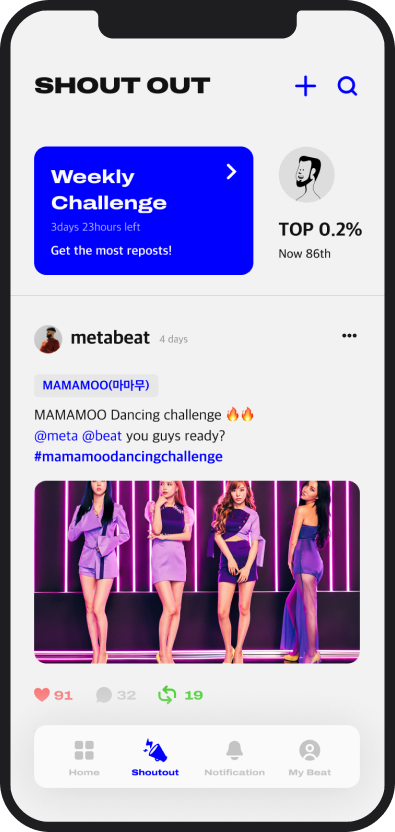 SHOUT OUT
Weekly
Challenge
3days 23hours left
Get the most reposts!
TOP 0.2%
Now 86th
metabeat 4 days
MAMAMOO(마마무)
MAMAMOO Dancing challenge 🔥🔥
@meta @beat you guys ready?
#mamamoodancingchallenge
91 32 19
Home Shoutout Notification My Beat